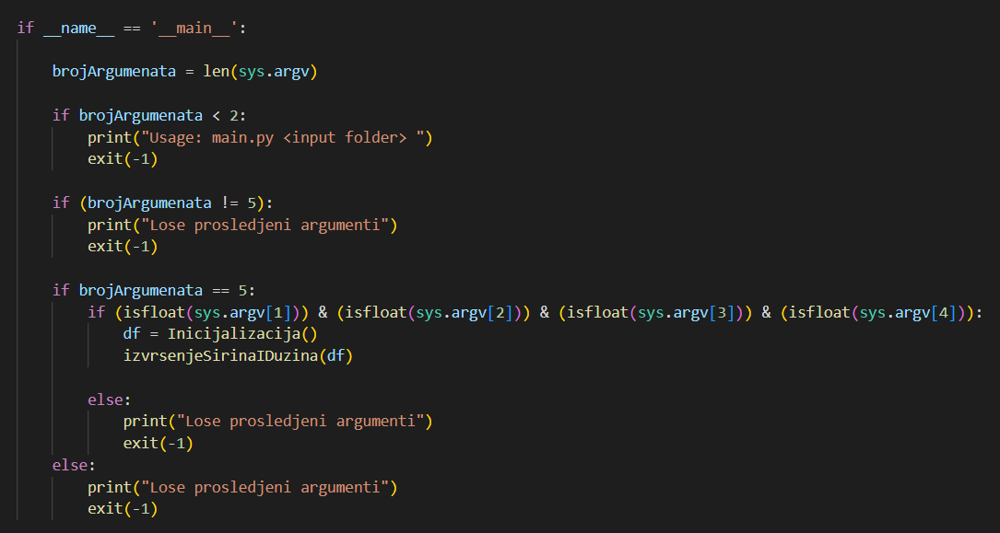 if __name__ == '__main__':
    brojArgumenata = len(sys.argv)
    if brojArgumenata < 2:
        print("Usage: main.py <input folder> ")
        exit(-1)
    if (brojArgumenata != 5):
        print("Lose prosledjeni argumenti")
        exit(-1)
    if brojArgumenata == 5:
        if (isfloat(sys.argv[1])) & (isfloat(sys.argv[2])) & (isfloat(sys.argv[3])) & (isfloat(sys.argv[4])):
            df = Inicijalizacija()
            izvrsenjeSirinaIDuzina(df)
        else:
            print("Lose prosledjeni argumenti")
            exit(-1)
    else:
        print("Lose prosledjeni argumenti")
        exit(-1)